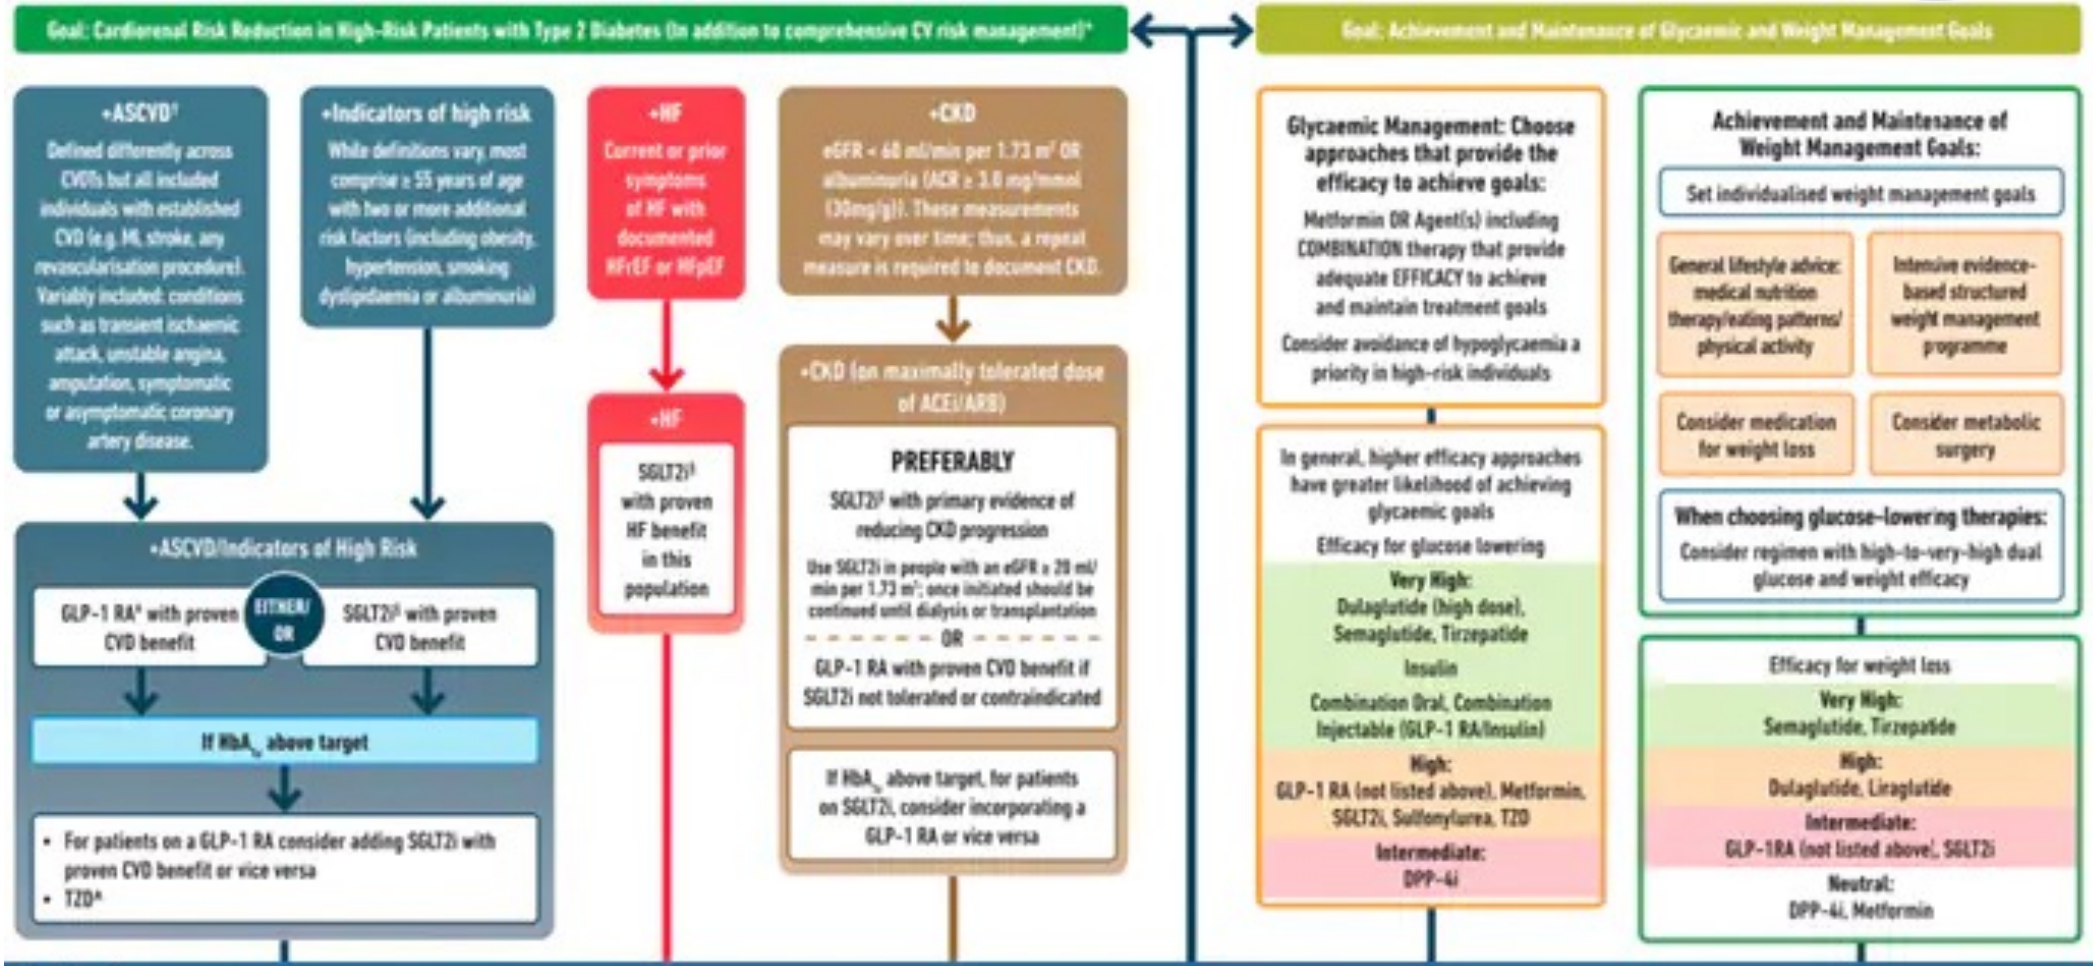 Goal: Cardiorenal Risk Reduction in High-Risk Patients with Type 2 Diabetes (in addition to comprehensive CV risk management)*
Goal: Achievement and Maintenance of Glycaemic and Weight Management Goals
+ASCVD†
Defined differently across
CVOTs but all included
individuals with established
CVD (e.g. MI, stroke, any
revascularisation procedure).
Variably included: conditions
such as transient ischaemic
attack, unstable angina,
amputation, symptomatic
or asymptomatic coronary
artery disease.
+Indicators of high risk
While definitions vary, most
comprise ≥ 55 years of age
with two or more additional
risk factors (including obesity,
hypertension, smoking
dyslipidaemia or albuminuria)
+ASCVD/Indicators of High Risk
GLP-1 RA# with proven
CVD benefit
EITHER/
OR
SGLT2i§ with proven
CVD benefit
If HbA1c above target
• For patients on a GLP-1 RA consider adding SGLT2i with
proven CVD benefit or vice versa
• TZD^
+HF
Current or prior
symptoms
of HF with
documented
HFrEF or HFpEF
+HF
SGLT2i§
with proven
HF benefit
in this
population
+CKD
eGFR < 60 ml/min per 1.73 m² OR
albuminuria (ACR ≥ 3.0 mg/mmol
(30mg/g)). These measurements
may vary over time; thus, a repeat
measure is required to document CKD.
+CKD (on maximally tolerated dose
of ACEi/ARB)
PREFERABLY
SGLT2i§ with primary evidence of
reducing CKD progression
Use SGLT2i in people with an eGFR ≥ 20 ml/
min per 1.73 m²; once initiated should be
continued until dialysis or transplantation
OR
GLP-1 RA with proven CVD benefit if
SGLT2i not tolerated or contraindicated
If HbA1c above target, for patients
on SGLT2i, consider incorporating a
GLP-1 RA or vice versa
Glycaemic Management: Choose
approaches that provide the
efficacy to achieve goals:
Metformin OR Agent(s) including
COMBINATION therapy that provide
adequate EFFICACY to achieve
and maintain treatment goals
Consider avoidance of hypoglycaemia a
priority in high-risk individuals
In general, higher efficacy approaches
have greater likelihood of achieving
glycaemic goals
Efficacy for glucose lowering
Very High:
Dulaglutide (high dose),
Semaglutide, Tirzepatide
Insulin
Combination Oral, Combination
Injectable (GLP-1 RA/Insulin)
High:
GLP-1 RA (not listed above), Metformin,
SGLT2i, Sulfonylurea, TZD
Intermediate:
DPP-4i
Achievement and Maintesance of
Weight Management Goals:
Set individualised weight management goals
General lifestyle advice:
medical nutrition
therapy/eating patterns/
physical activity
Intensive evidence-
based structured
weight management
programme
Consider medication
for weight loss
Consider metabolic
surgery
When choosing glucose-lowering therapies:
Consider regimen with high-to-very-high dual
glucose and weight efficacy
Efficacy for weight loss
Very High:
Semaglutide, Tirzepatide
High:
Dulaglutide, Liraglutide
Intermediate:
GLP-1RA (not listed above), SGLT2i
Neutral:
DPP-4i, Metformin